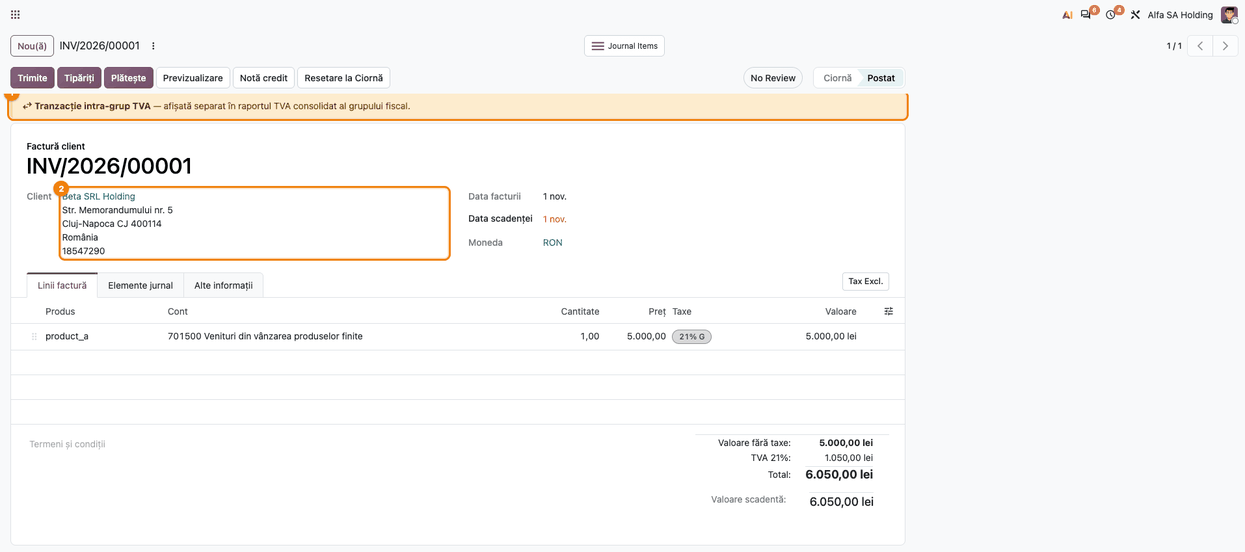 AI 6 4 Alfa SA Holding
Nou(ă) INV/2026/00001 Journal Items 1 / 1
Trimite Tipăriți Plătește Previzualizare Notă credit Resetare la Ciornă No Review Ciornă Postat
Tranzacție intra-grup TVA — afișată separat în raportul TVA consolidat al grupului fiscal.
Factură client
INV/2026/00001
2
Client Beta SRL Holding Data facturii 1 nov.
Str. Memorandumului nr. 5
Cluj-Napoca CJ 400114 Data scadenței 1 nov.
România Moneda RON
18547290
Linii factură Elemente jurnal Alte informații Tax Excl.
Produs Cont Cantitate Preț Taxe Valoare
product_a 701500 Venituri din vânzarea produselor finite 1,00 5.000,00 21% G 5.000,00 lei
Termeni și condiții Valoare fără taxe: 5.000,00 lei
TVA 21%: 1.050,00 lei
Total: 6.050,00 lei
Valoare scadentă: 6.050,00 lei